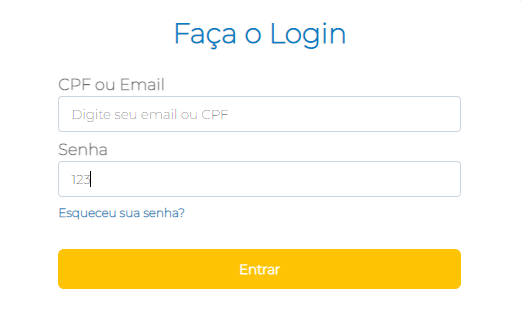 Faça o Login
CPF ou Email
Digite seu email ou CPF
Senha
123
Esqueceu sua senha?
Entrar